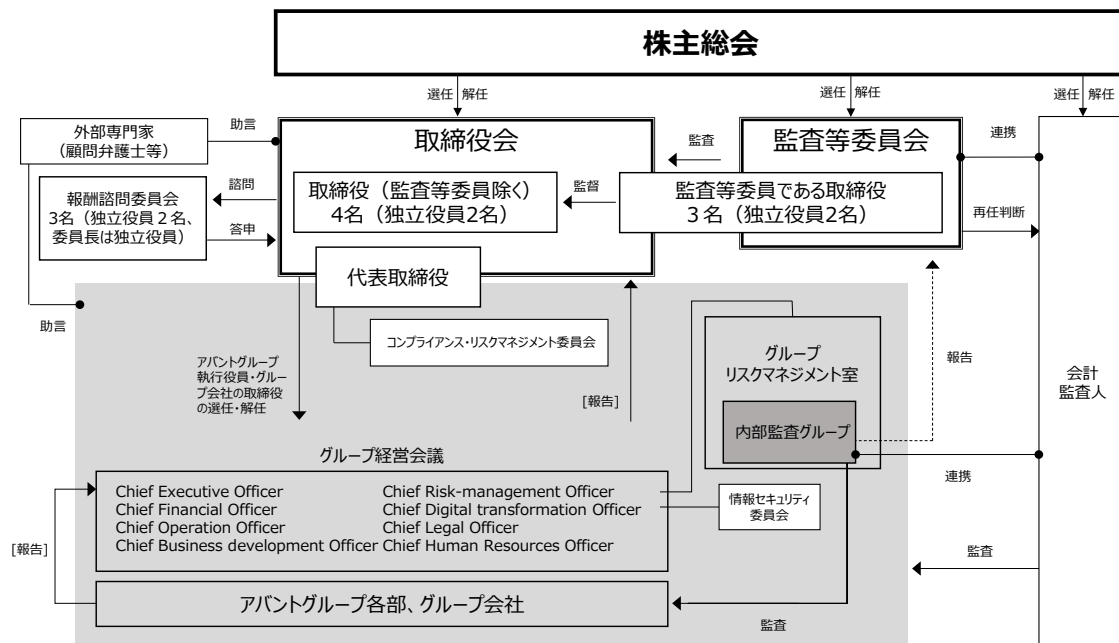 株主総会
選任 解任
選任 解任
選任 解任
外部専門家
（顧問弁護士等）
助言
取締役会
監査
監査等委員会
連携
報酬諮問委員会
3名（独立役員２名、
委員長は独立役員）
諮問
答申
取締役（監査等委員除く）
4名（独立役員2名）
監督
監査等委員である取締役
３名（独立役員2名）
再任判断
代表取締役
助言
コンプライアンス・リスクマネジメント委員会
アバントグループ
執行役員・グルー
プ会社の取締役
の選任・解任
[報告]
グループ
リスクマネジメント室
内部監査グループ
報告
会計
監査人
連携
グループ経営会議
Chief Executive Officer
Chief Financial Officer
Chief Operation Officer
Chief Business development Officer
Chief Risk-management Officer
Chief Digital transformation Officer
Chief Legal Officer
Chief Human Resources Officer
情報セキュリティ
委員会
[報告]
監査
アバントグループ各部、グループ会社
監査